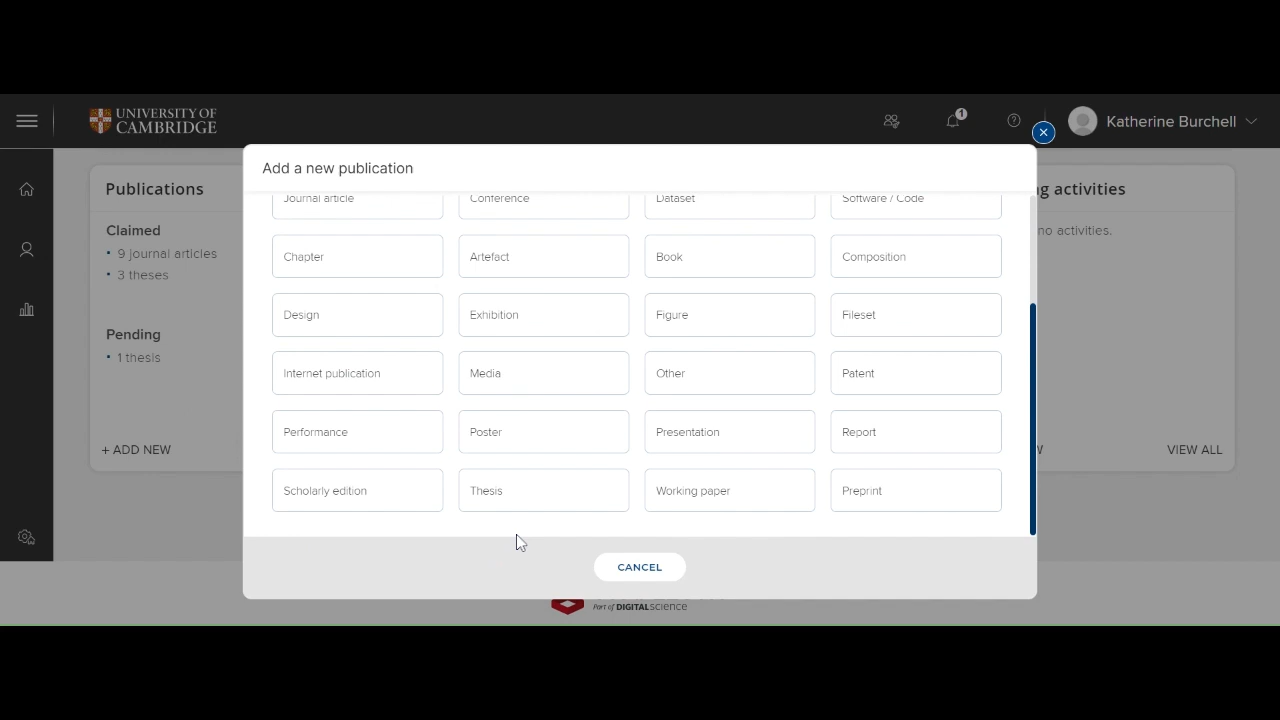 UNIVERSITY OF
CAMBRIDGE
1
Katherine Burchell
Add a new publication
Publications
g activities
Journal article
Conference
Dataset
Software / Code
Claimed
no activities.
• 9 journal articles
• 3 theses
Chapter
Artefact
Book
Composition
Design
Exhibition
Figure
Fileset
Pending
• 1 thesis
Internet publication
Media
Other
Patent
Performance
Poster
Presentation
Report
+ ADD NEW
W
VIEW ALL
Scholarly edition
Thesis
Working paper
Preprint
CANCEL
Part of DIGITALSCIENCE